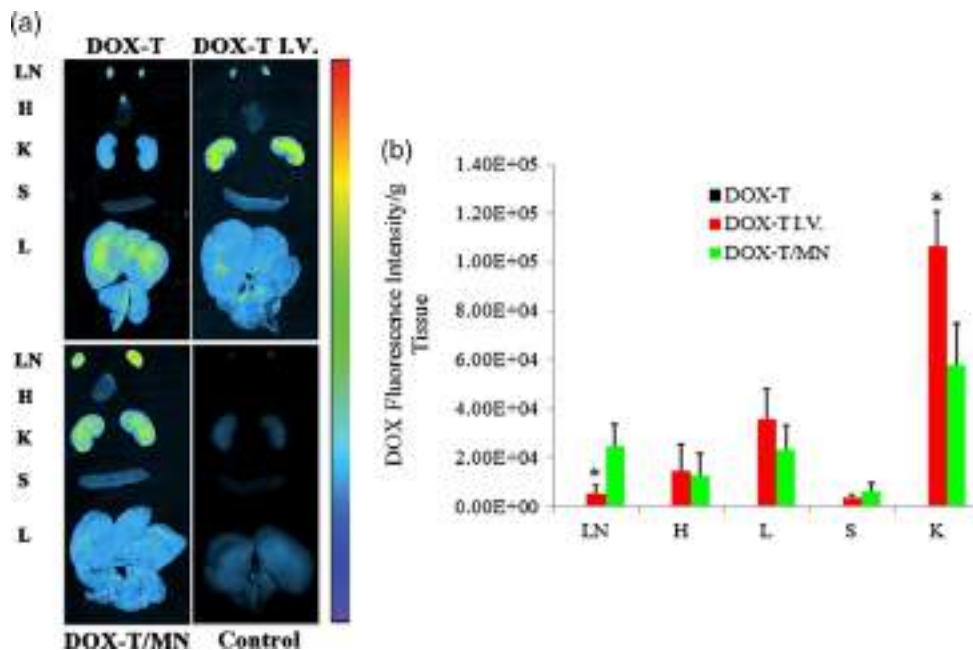 (a)
DOX-T DOX-T I.V.
LN
H
K
S
L
LN
H
K
S
L
DOX-T/MN Control
(b)
DOX Fluorescence Intensity/g
Tissue
1.40E+05
1.20E+05
1.00E+05
8.00E+04
6.00E+04
4.00E+04
2.00E+04
0.00E+00
DOX-T
DOX-T I.V.
DOX-T/MN
*
*
LN H L S K